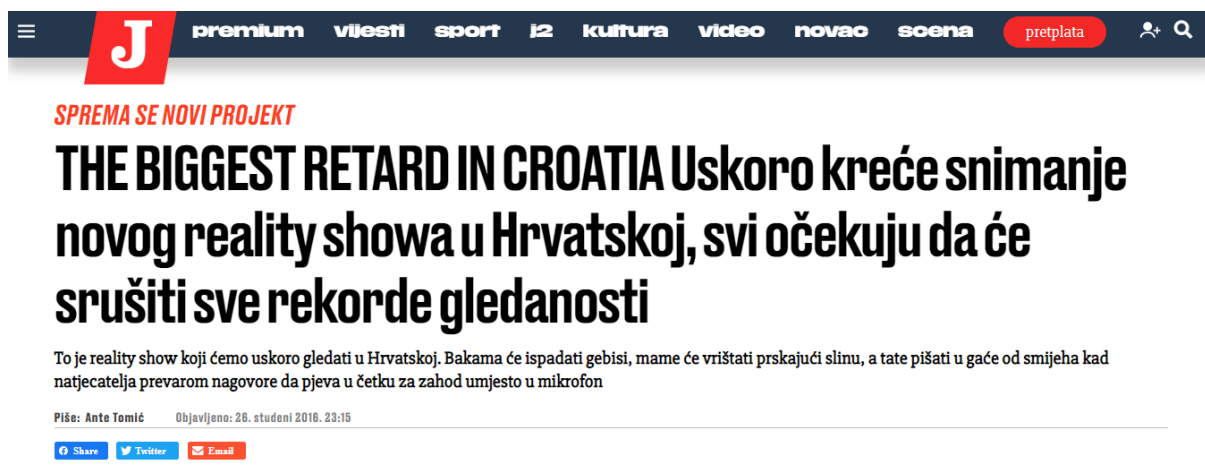 J premium vijesti sport j2 kultura video novac scena pretplata
SPREMA SE NOVI PROJEKT
THE BIGGEST RETARD IN CROATIA Uskoro kreće snimanje
novog reality showa u Hrvatskoj, svi očekuju da će
srušiti sve rekorde gledanosti
To je reality show koji ćemo uskoro gledati u Hrvatskoj. Bakama će ispadati gebisi, mame će vrištati prskajući slinu, a tate pišati u gaće od smijeha kad
natjecatelja prevarom nagovore da pjeva u četku za zahod umjesto u mikrofon
Piše: Ante Tomić Objavljeno: 26. studeni 2016. 23:15
Share Twitter Email